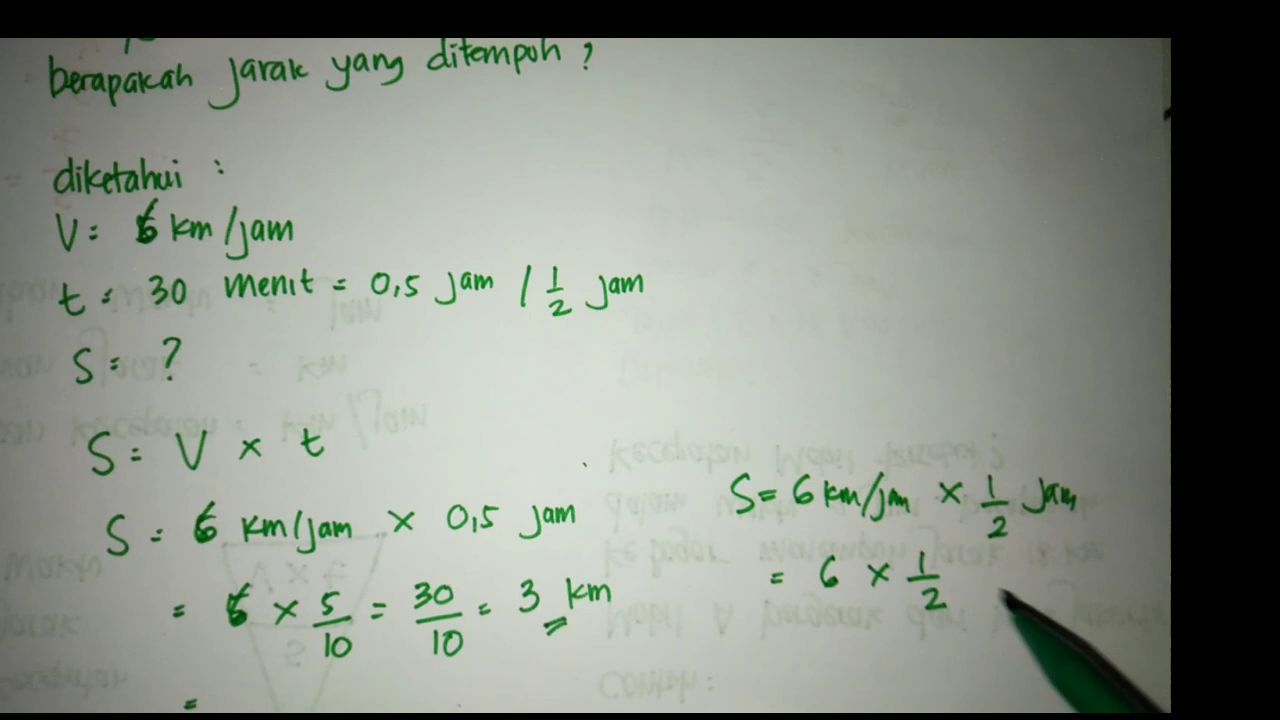 berapakah jarak yang ditempuh ?
diketahui :
V = 6 km/jam
t = 30 menit = 0,5 jam / 1/2 jam
S = ?
S = V × t
S = 6 km/jam × 0,5 jam
= 6 × 5/10 = 30/10 = 3 km
=
S = 6 km/jm × 1/2 jam
= 6 × 1/2